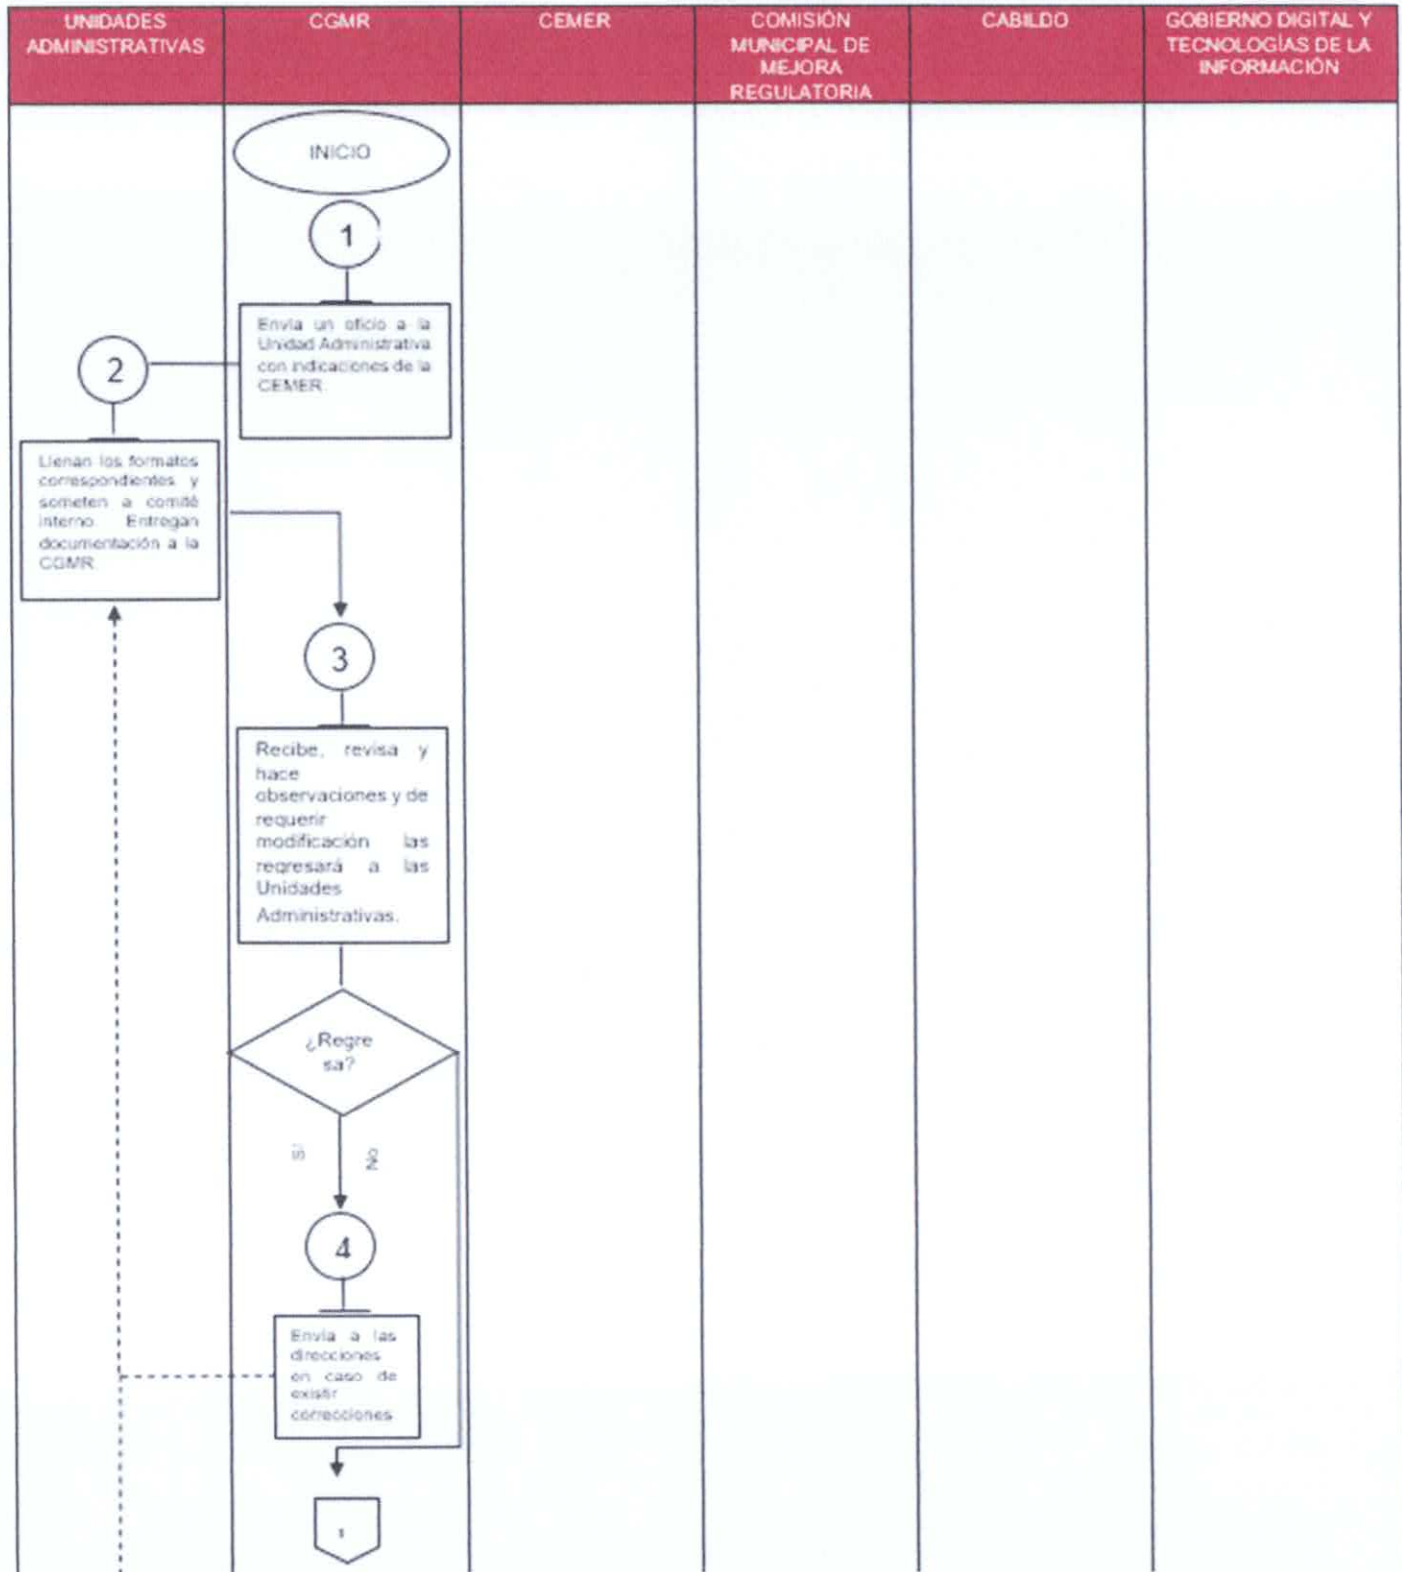 UNIDADES
ADMINISTRATIVAS
CGMR
CEMER
COMISIÓN
MUNICIPAL DE
MEJORA
REGULATORIA
CABILDO
GOBIERNO DIGITAL Y
TECNOLOGÍAS DE LA
INFORMACIÓN
INICIO
1
Envía un oficio a la
Unidad Administrativa
con indicaciones de la
CEMER.
2
Llenan los formatos
correspondientes y
someten a comité
interno. Entregan
documentación a la
CGMR
3
Recibe, revisa y
hace
observaciones y de
requerir
modificación las
regresará a las
Unidades
Administrativas.
¿Regre
sa?
Sí
No
4
Envía a las
direcciones
en caso de
existir
correcciones
1